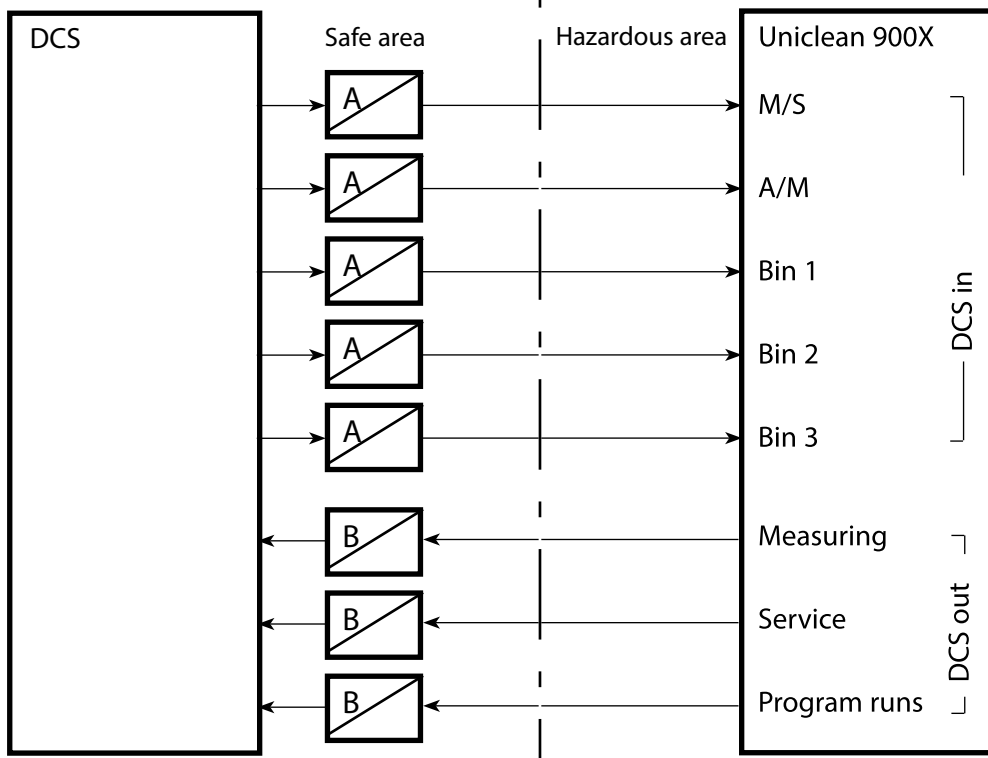 DCS
Safe area
Hazardous area
Uniclean 900X
A
M/S
A
A/M
A
Bin 1
A
Bin 2
A
Bin 3
DCS in
B
Measuring
B
Service
B
Program runs
DCS out